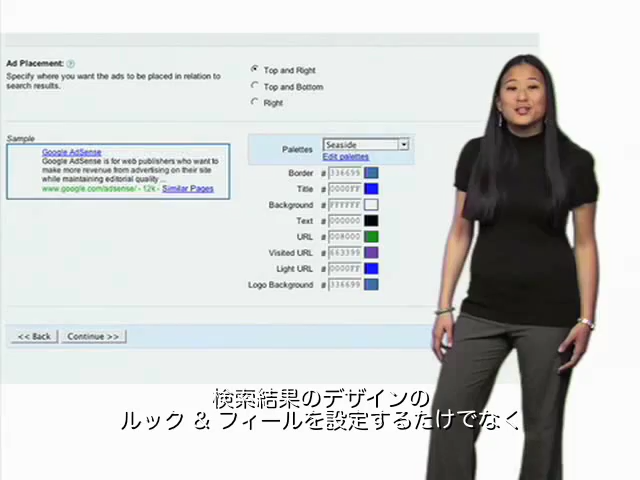 Ad Placement: ?
Specify where you want the ads to be placed in relation to
search results.
Top and Right
Top and Bottom
Right
Sample
Google AdSense
Google AdSense is for web publishers who want to
make more revenue from advertising on their site
while maintaining editorial quality ...
www.google.com/adsense/ - 12k - Similar Pages
Palettes Seaside
Edit palettes
Border # 336699
Title # 0000FF
Background # FFFFFF
Text # 000000
URL # 008000
Visited URL # 663399
Light URL # 0000FF
Logo Background # 336699
<< Back Continue >>
検索結果のデザインの
ルック & フィールを設定するだけでなく